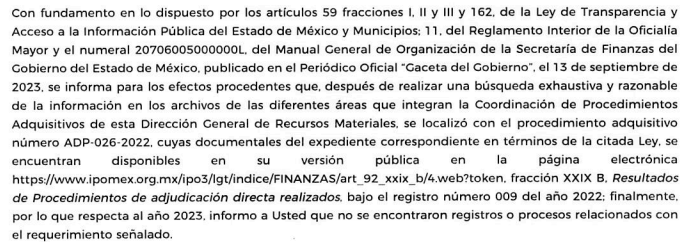 Con fundamento en lo dispuesto por los artículos 59 fracciones I, II y III y 162, de la Ley de Transparencia y
Acceso a la Información Pública del Estado de México y Municipios; 11, del Reglamento Interior de la Oficialía
Mayor y el numeral 20706005000000L, del Manual General de Organización de la Secretaría de Finanzas del
Gobierno del Estado de México, publicado en el Periódico Oficial “Gaceta del Gobierno”, el 13 de septiembre de
2023, se informa para los efectos procedentes que, después de realizar una búsqueda exhaustiva y razonable
de la información en los archivos de las diferentes áreas que integran la Coordinación de Procedimientos
Adquisitivos de esta Dirección General de Recursos Materiales, se localizó con el procedimiento adquisitivo
número ADP-026-2022, cuyas documentales del expediente correspondiente en términos de la citada Ley, se
encuentran disponibles en su versión pública en la página electrónica
https://www.ipomex.org.mx/ipo3/lgt/indice/FINANZAS/art_92_xxix_b/4.web?token, fracción XXIX B, Resultados
de Procedimientos de adjudicación directa realizados, bajo el registro número 009 del año 2022; finalmente,
por lo que respecta al año 2023, informo a Usted que no se encontraron registros o procesos relacionados con
el requerimiento señalado.